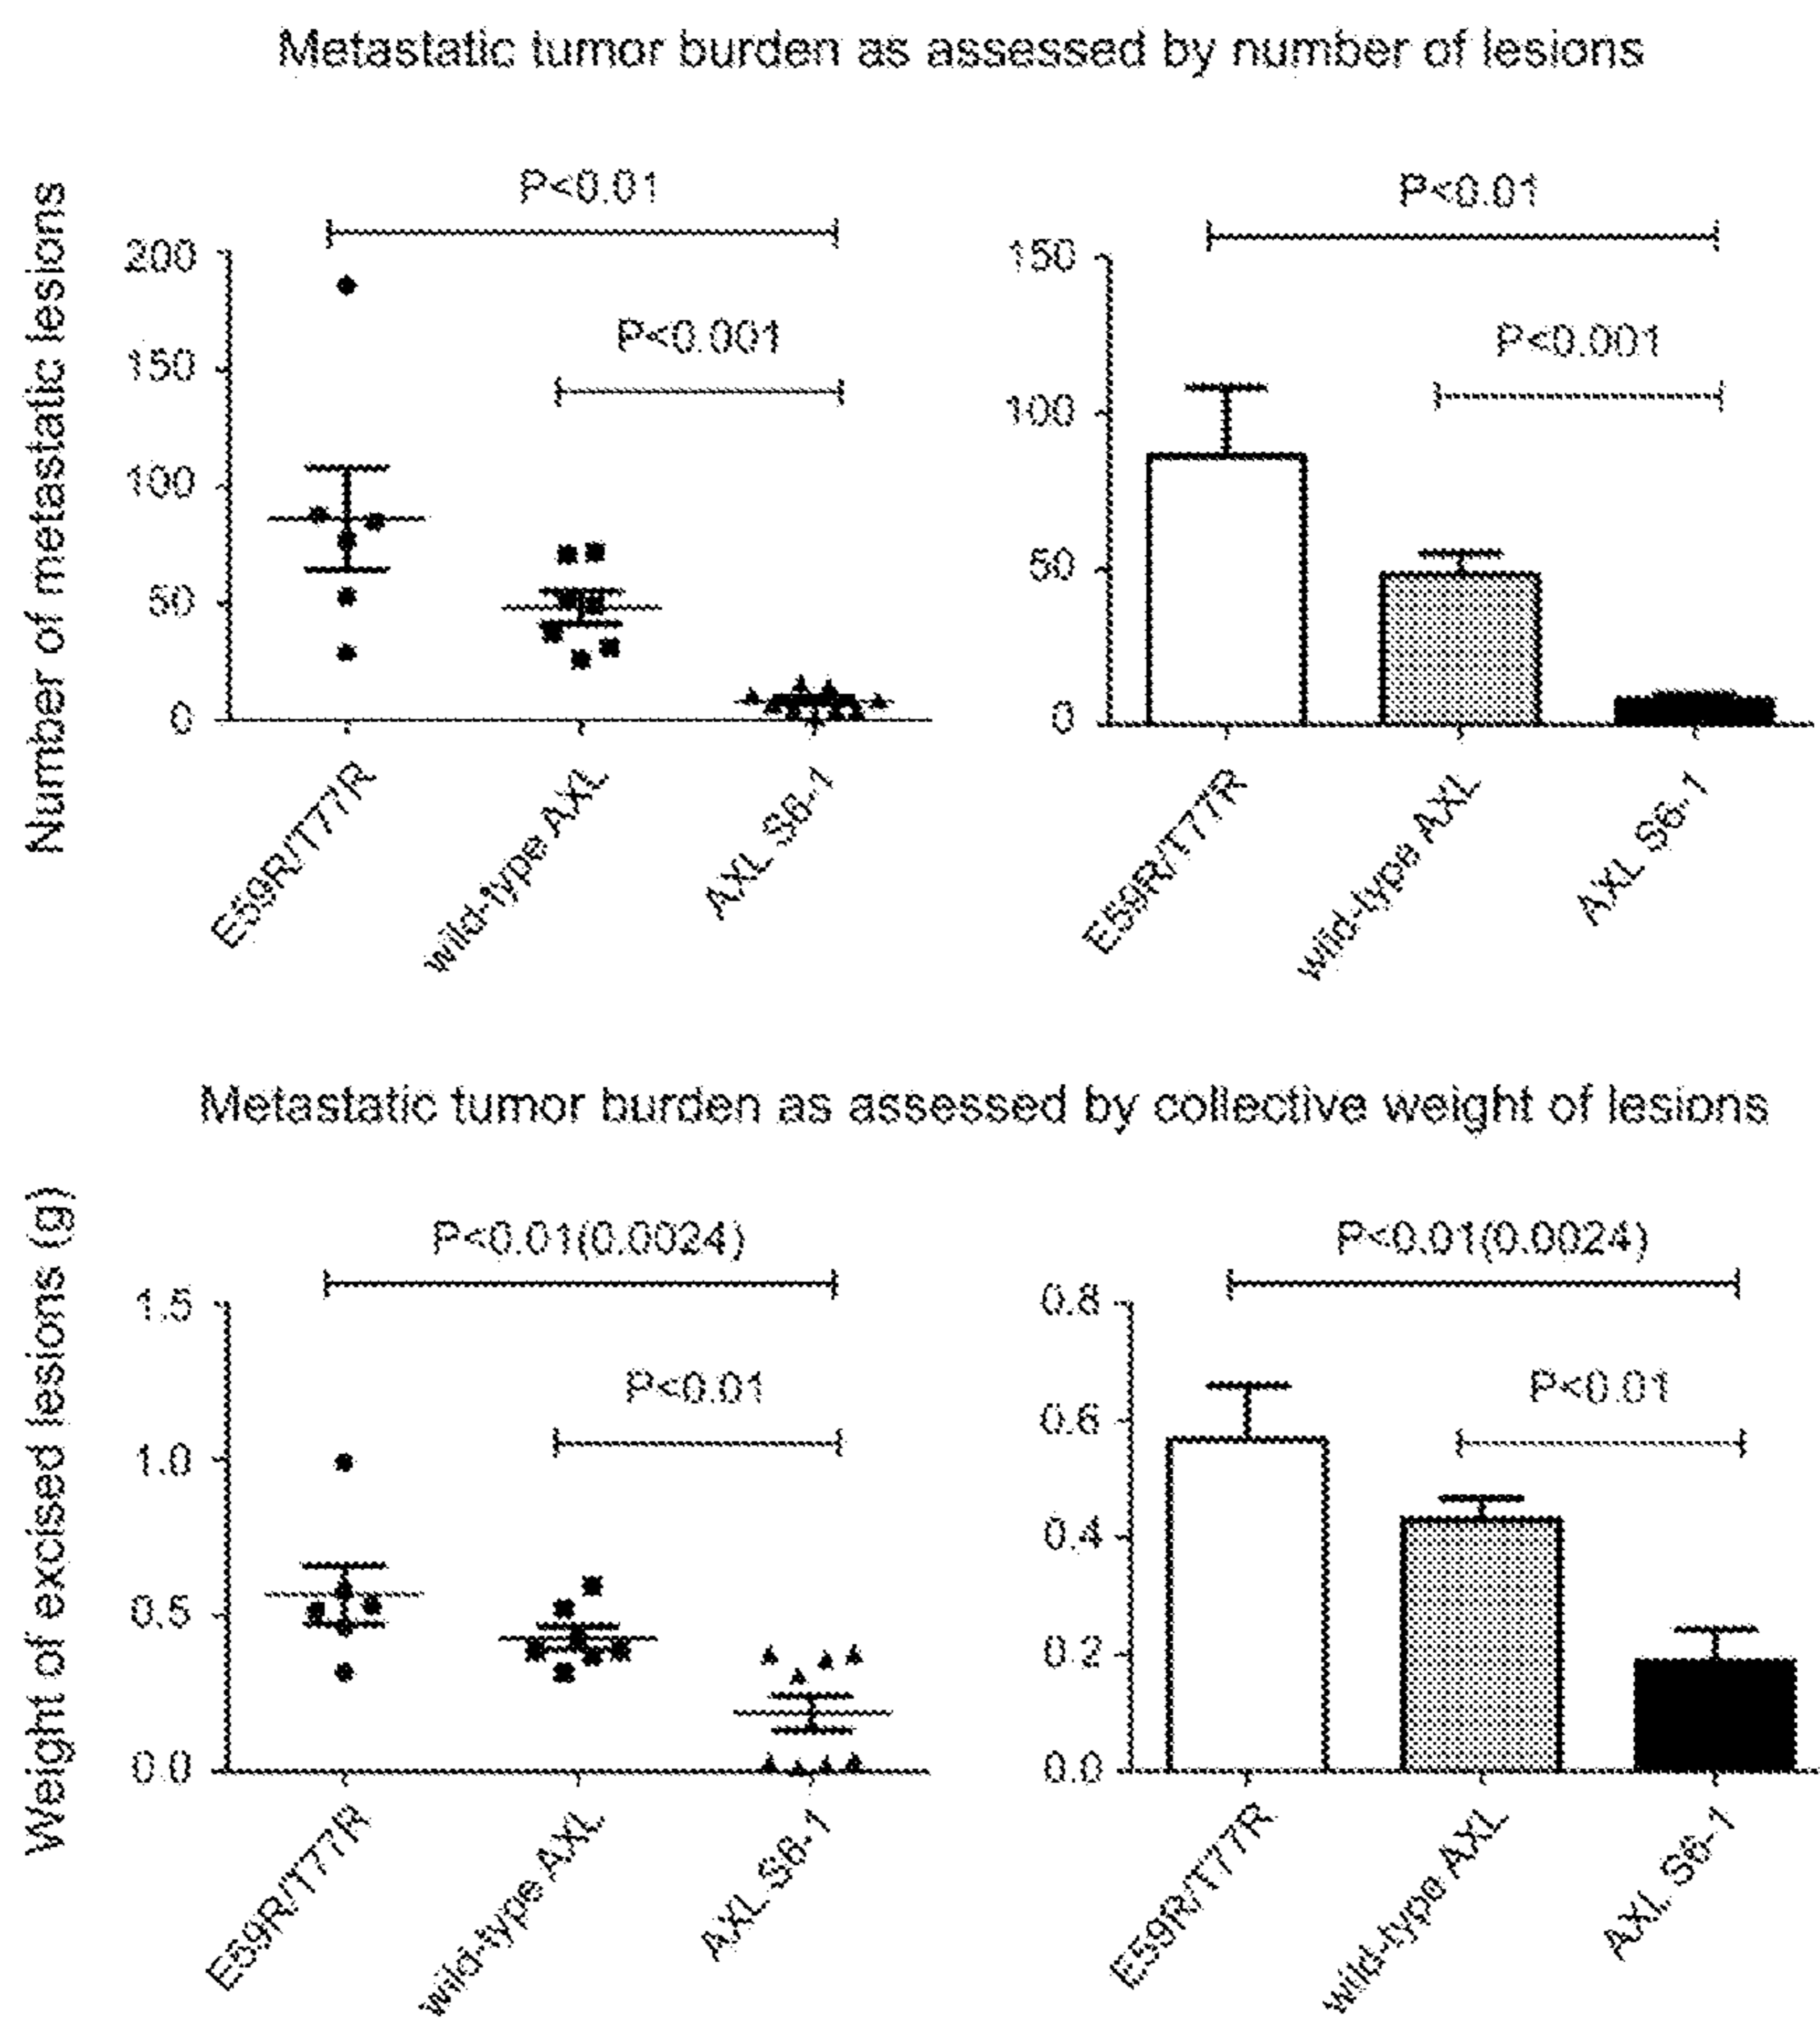 Metastatic tumor burden as assessed by number of lesions
Number of metastatic lesions
P<0.01
P<0.001
200
150
100
50
0
E59R/T77R
wild-type AXL
AXL S6-1
P<0.01
P<0.001
150
100
50
0
E59R/T77R
wild-type AXL
AXL S6-1
Metastatic tumor burden as assessed by collective weight of lesions
Weight of excised lesions (g)
P<0.01(0.0024)
P<0.01
1.5
1.0
0.5
0.0
E59R/T77R
wild-type AXL
AXL S6-1
P<0.01(0.0024)
P<0.01
0.8
0.6
0.4
0.2
0.0
E59R/T77R
wild-type AXL
AXL S6-1